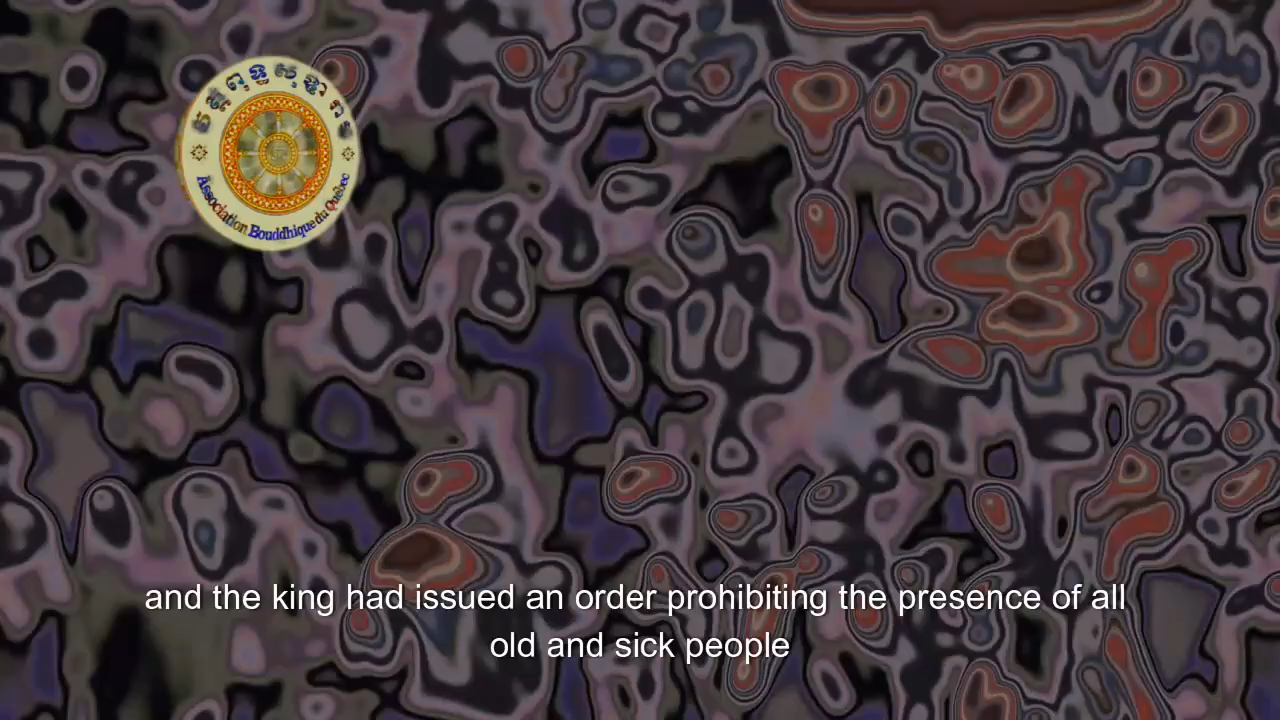 Association Bouddhique du Québec
and the king had issued an order prohibiting the presence of all
old and sick people